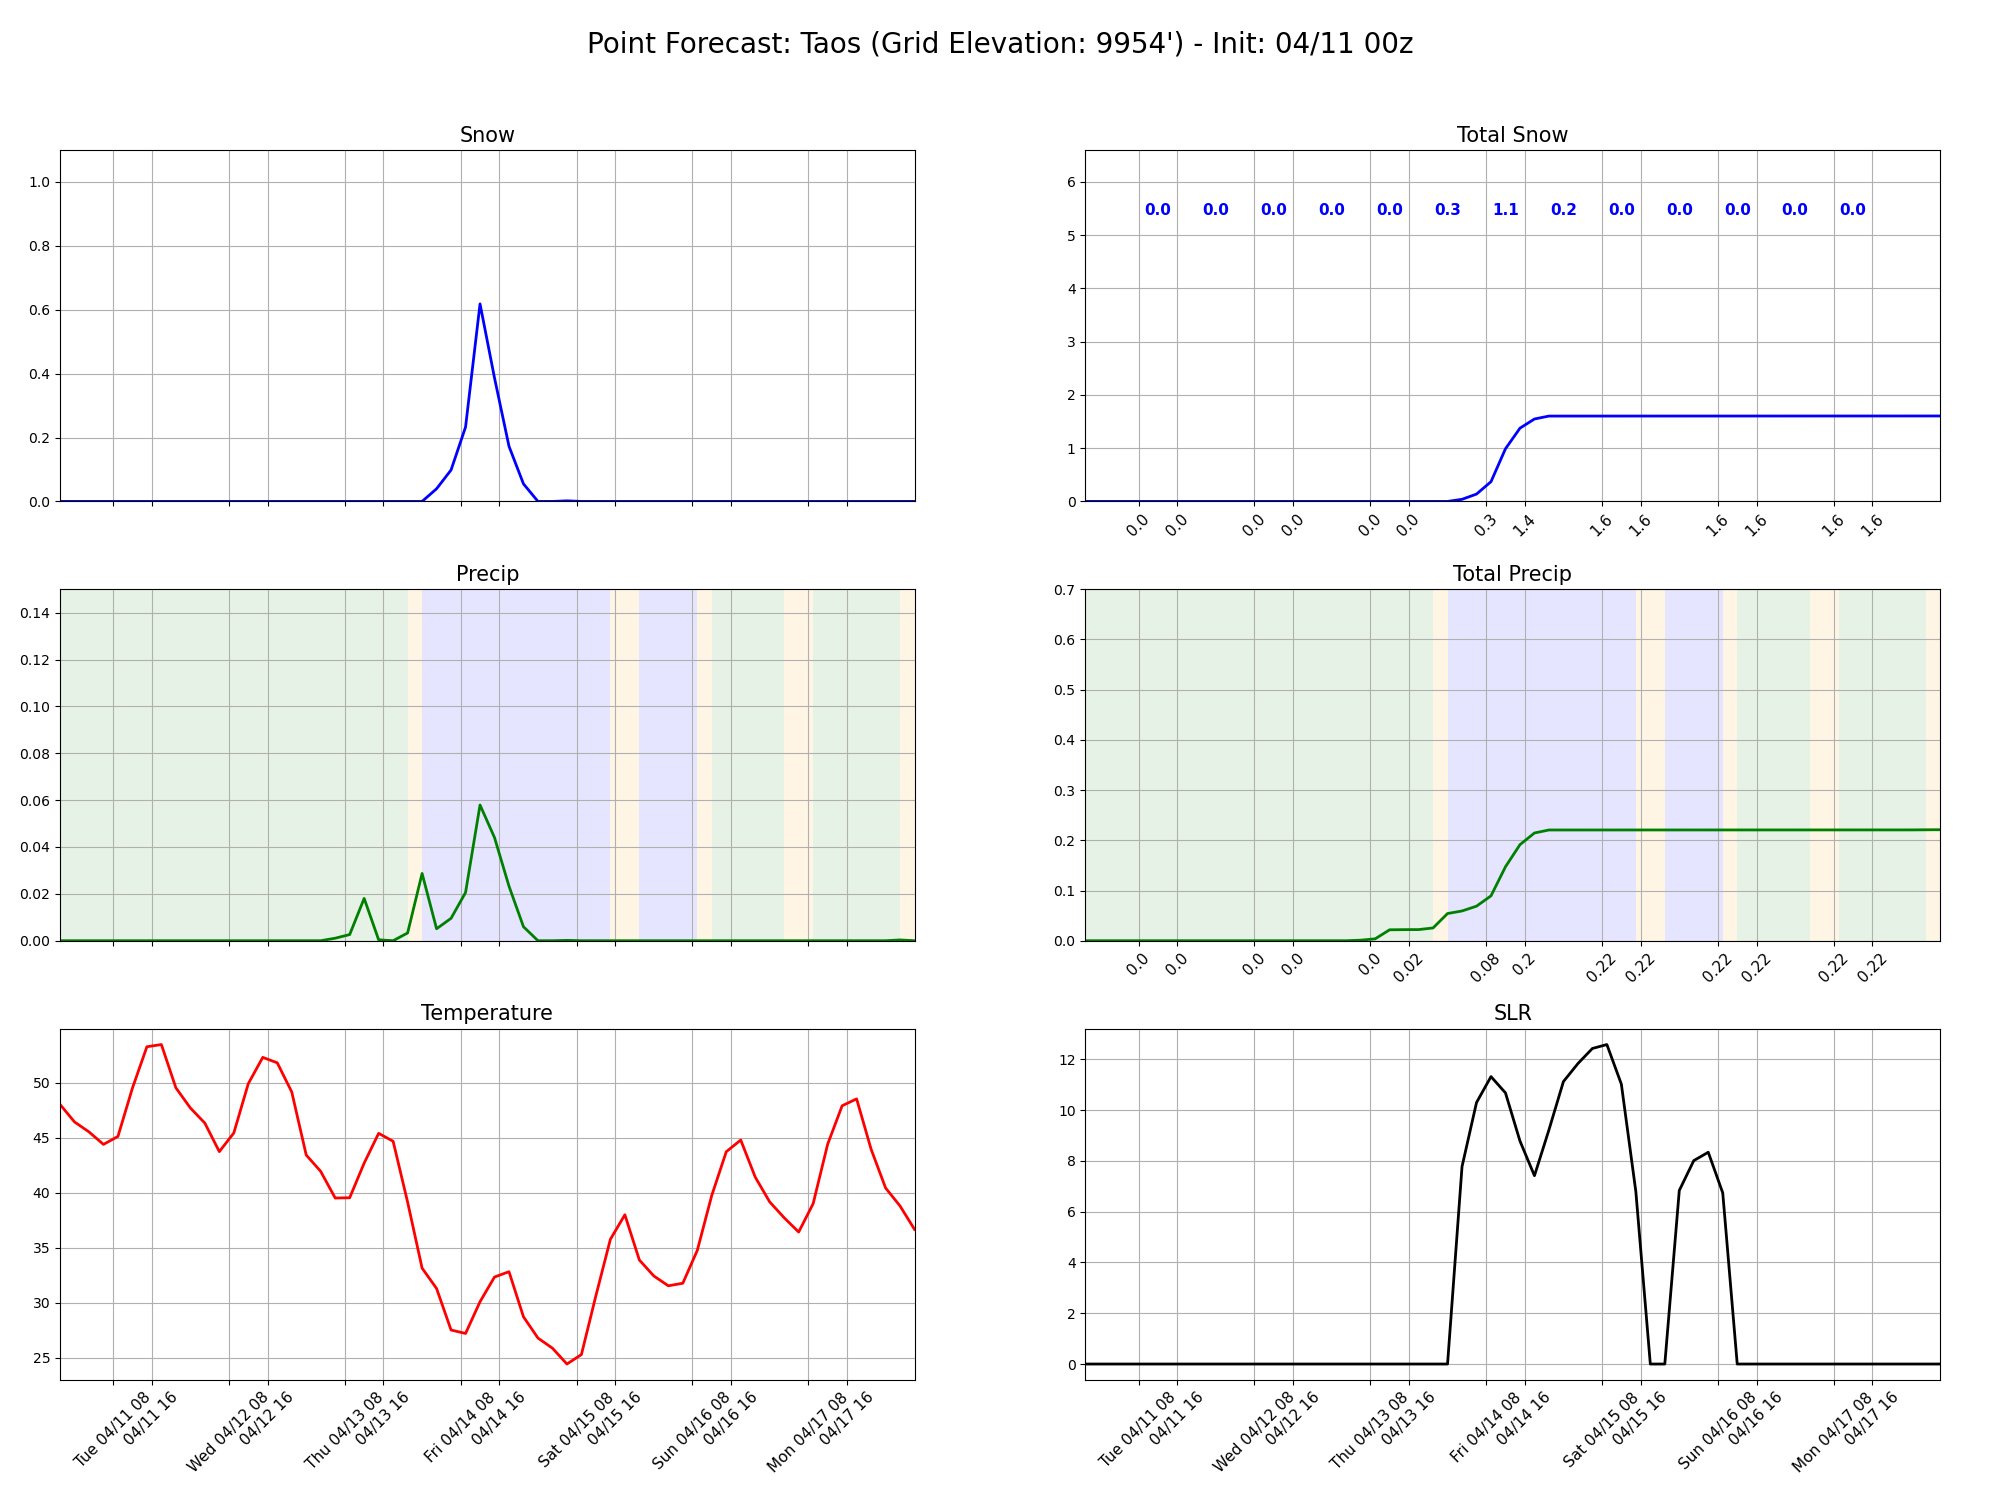 Point Forecast: Taos (Grid Elevation: 9954') - Init: 04/11 00z
Snow
1.0
0.8
0.6
0.4
0.2
0.0
Total Snow
6
5
4
3
2
1
0
0.0 0.0 0.0 0.0 0.0 0.3 1.1 0.2 0.0 0.0 0.0 0.0 0.0
0.0 0.0 0.0 0.0 0.0 0.0 0.3 1.4 1.6 1.6 1.6 1.6 1.6 1.6
Precip
0.14
0.12
0.10
0.08
0.06
0.04
0.02
0.00
Total Precip
0.7
0.6
0.5
0.4
0.3
0.2
0.1
0.0
0.0 0.0 0.0 0.0 0.0 0.02 0.08 0.2 0.22 0.22 0.22 0.22 0.22 0.22
Temperature
50
45
40
35
30
25
Tue 04/11 08
04/11 16
Wed 04/12 08
04/12 16
Thu 04/13 08
04/13 16
Fri 04/14 08
04/14 16
Sat 04/15 08
04/15 16
Sun 04/16 08
04/16 16
Mon 04/17 08
04/17 16
SLR
12
10
8
6
4
2
0
Tue 04/11 08
04/11 16
Wed 04/12 08
04/12 16
Thu 04/13 08
04/13 16
Fri 04/14 08
04/14 16
Sat 04/15 08
04/15 16
Sun 04/16 08
04/16 16
Mon 04/17 08
04/17 16